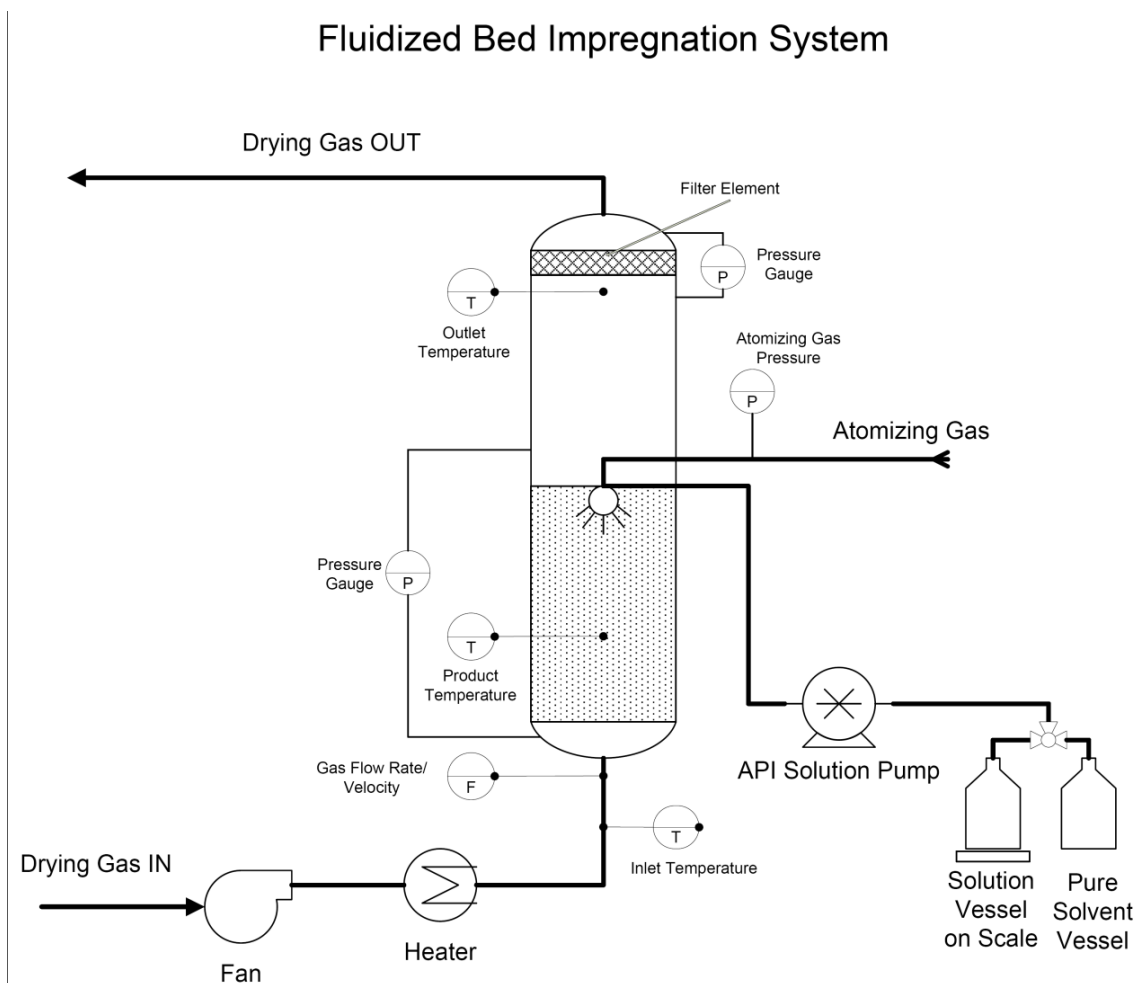 Fluidized Bed Impregnation System
Drying Gas OUT
Filter Element
Pressure
Gauge
P
T
Outlet
Temperature
Atomizing Gas
Pressure
P
Atomizing Gas
Pressure
Gauge
P
T
Product
Temperature
API Solution Pump
Gas Flow Rate/
Velocity
F
T
Inlet Temperature
Drying Gas IN
Fan
Heater
Solution
Vessel
on Scale
Pure
Solvent
Vessel